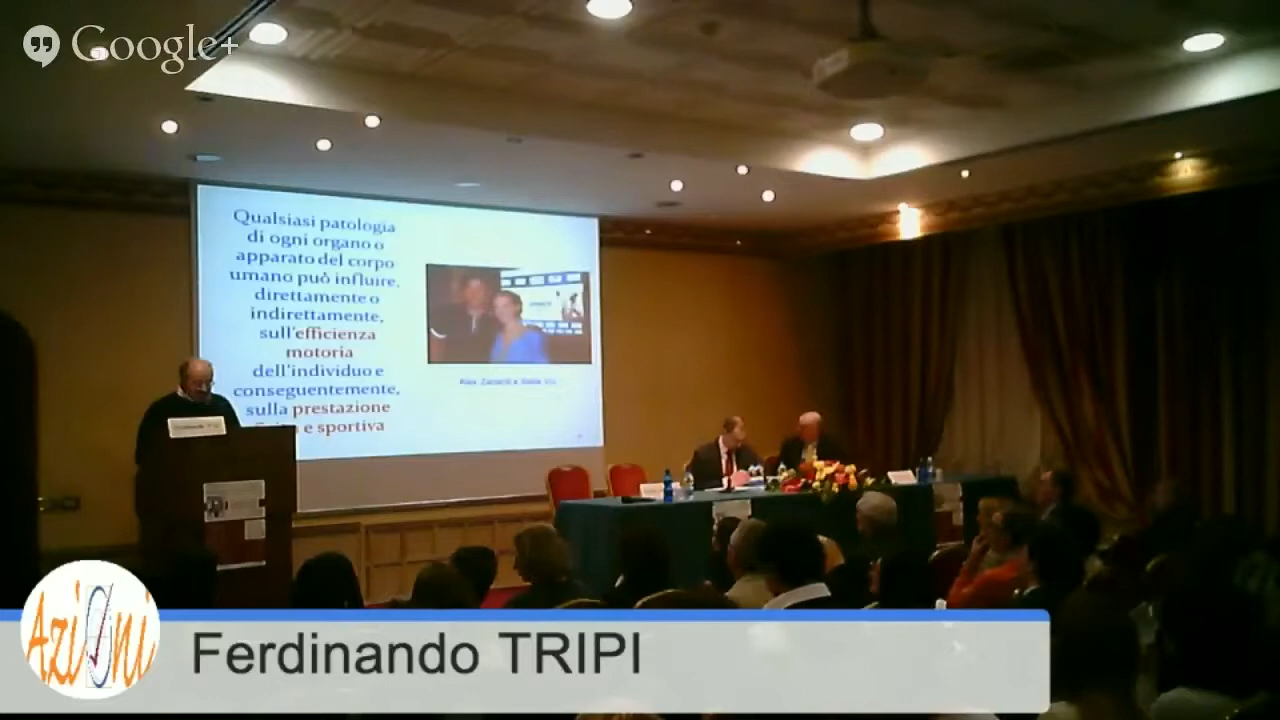 Google+
Qualsiasi patologia
di ogni organo o
apparato del corpo
umano può influire,
direttamente o
indirettamente,
sull'efficienza
motoria
dell'individuo e
conseguentemente,
sulla prestazione
e sportiva
AziOni
Ferdinando TRIPI